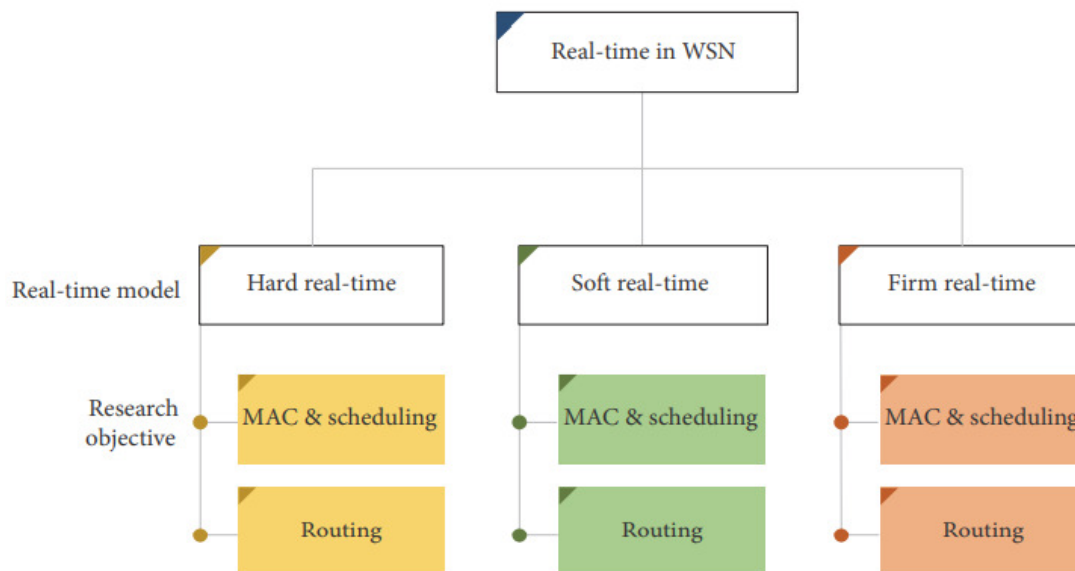 Real-time in WSN
Real-time model
Hard real-time
Soft real-time
Firm real-time
Research
objective
MAC & scheduling
MAC & scheduling
MAC & scheduling
Routing
Routing
Routing